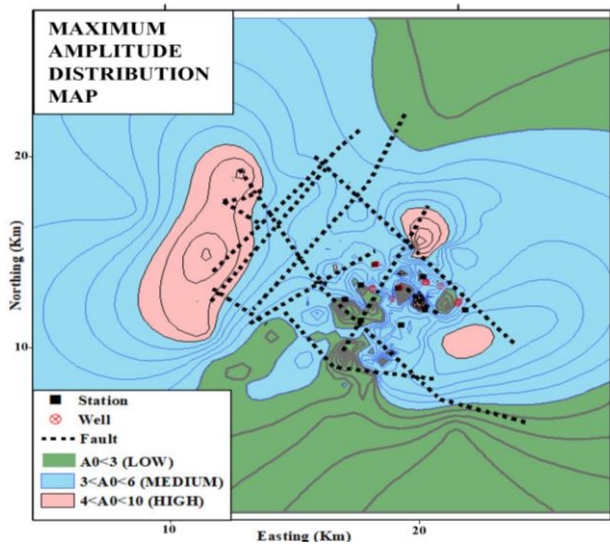 MAXIMUM
AMPLITUDE
DISTRIBUTION
MAP
20
Northing (Km)
10
Station
Well
Fault
A0<3 (LOW)
3<A0<6 (MEDIUM)
4<A0<10 (HIGH)
10
20
Easting (Km)